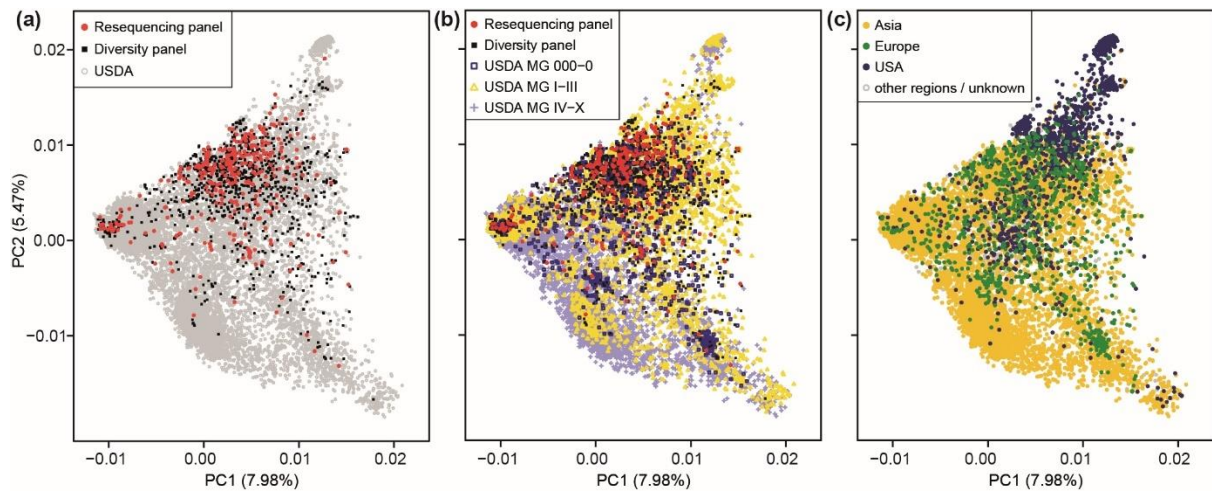 (a)
Resequencing panel
Diversity panel
USDA
0.02
0.01
0.00
−0.01
PC2 (5.47%)
−0.01
0.00
0.01
0.02
PC1 (7.98%)
(b)
Resequencing panel
Diversity panel
USDA MG 000−0
USDA MG I−III
USDA MG IV−X
−0.01
0.00
0.01
0.02
PC1 (7.98%)
(c)
Asia
Europe
USA
other regions / unknown
−0.01
0.00
0.01
0.02
PC1 (7.98%)